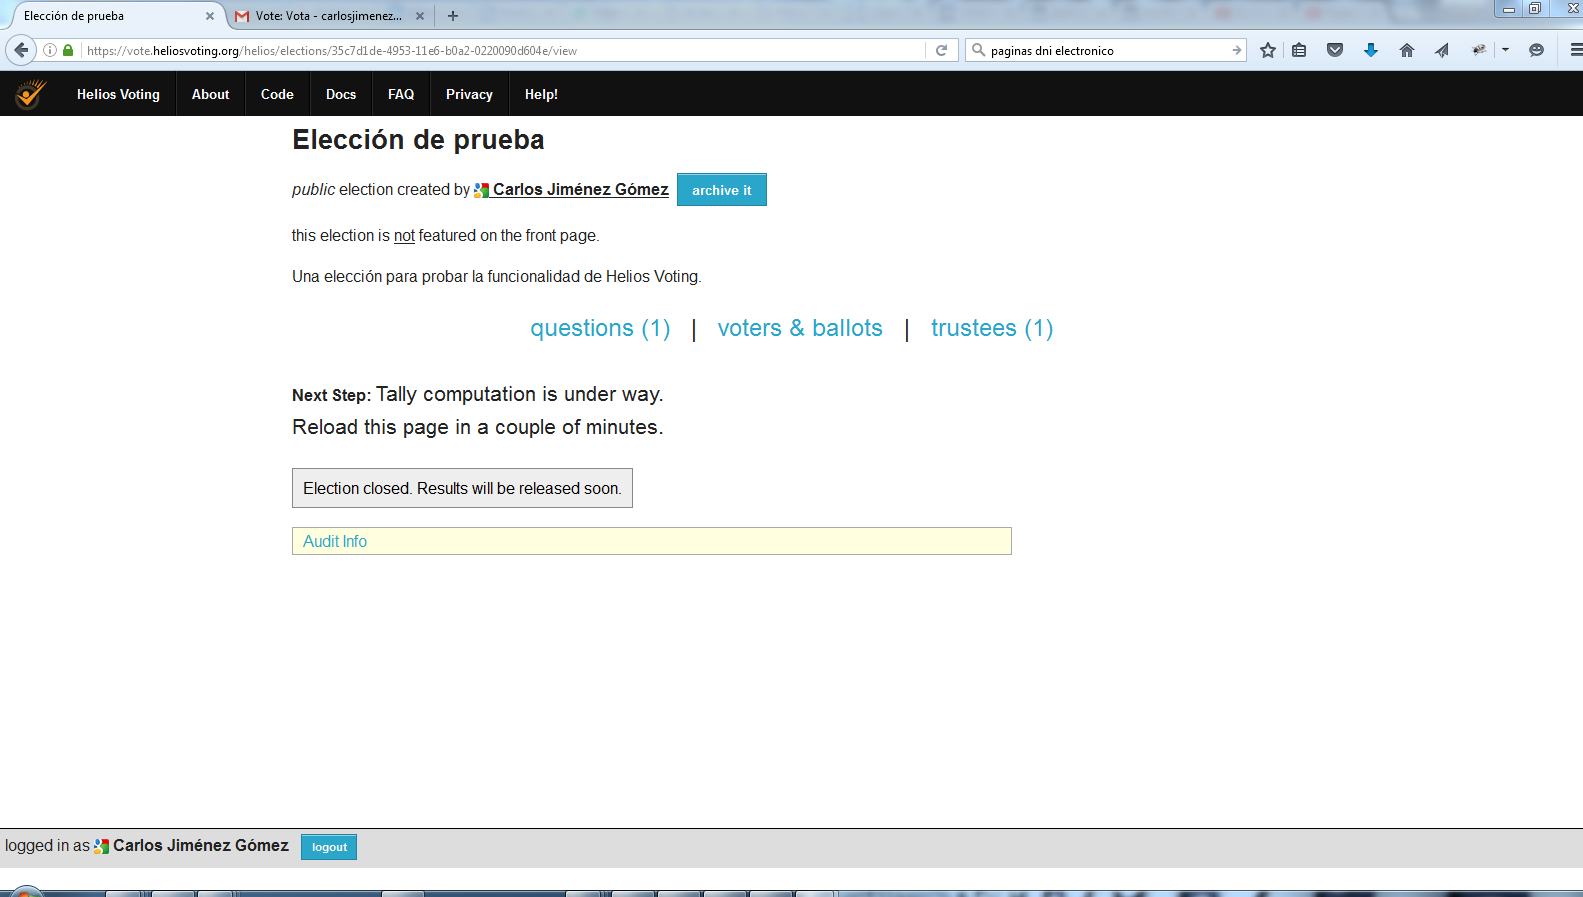 Elección de prueba
Vote: Vota - carlosjimenez...
https://vote.heliosvoting.org/helios/elections/35c7d1de-4953-11e6-b0a2-0220090d604e/view
paginas dni electronico
Helios Voting
About
Code
Docs
FAQ
Privacy
Help!
Elección de prueba
public election created by Carlos Jiménez Gómez archive it
this election is not featured on the front page.
Una elección para probar la funcionalidad de Helios Voting.
questions (1) | voters & ballots | trustees (1)
Next Step: Tally computation is under way.
Reload this page in a couple of minutes.
Election closed. Results will be released soon.
Audit Info
logged in as Carlos Jiménez Gómez logout